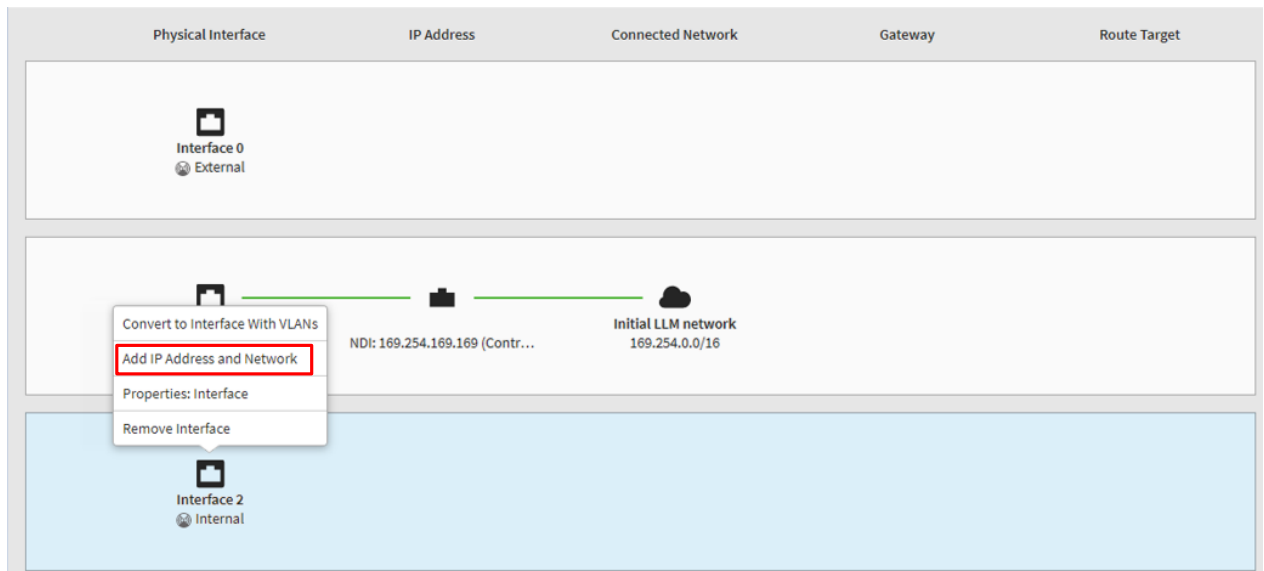 Physical Interface IP Address Connected Network Gateway Route Target
Interface 0
External
Convert to Interface With VLANs
Add IP Address and Network
Properties: Interface
Remove Interface
NDI: 169.254.169.169 (Contr...
Initial LLM network
169.254.0.0/16
Interface 2
Internal